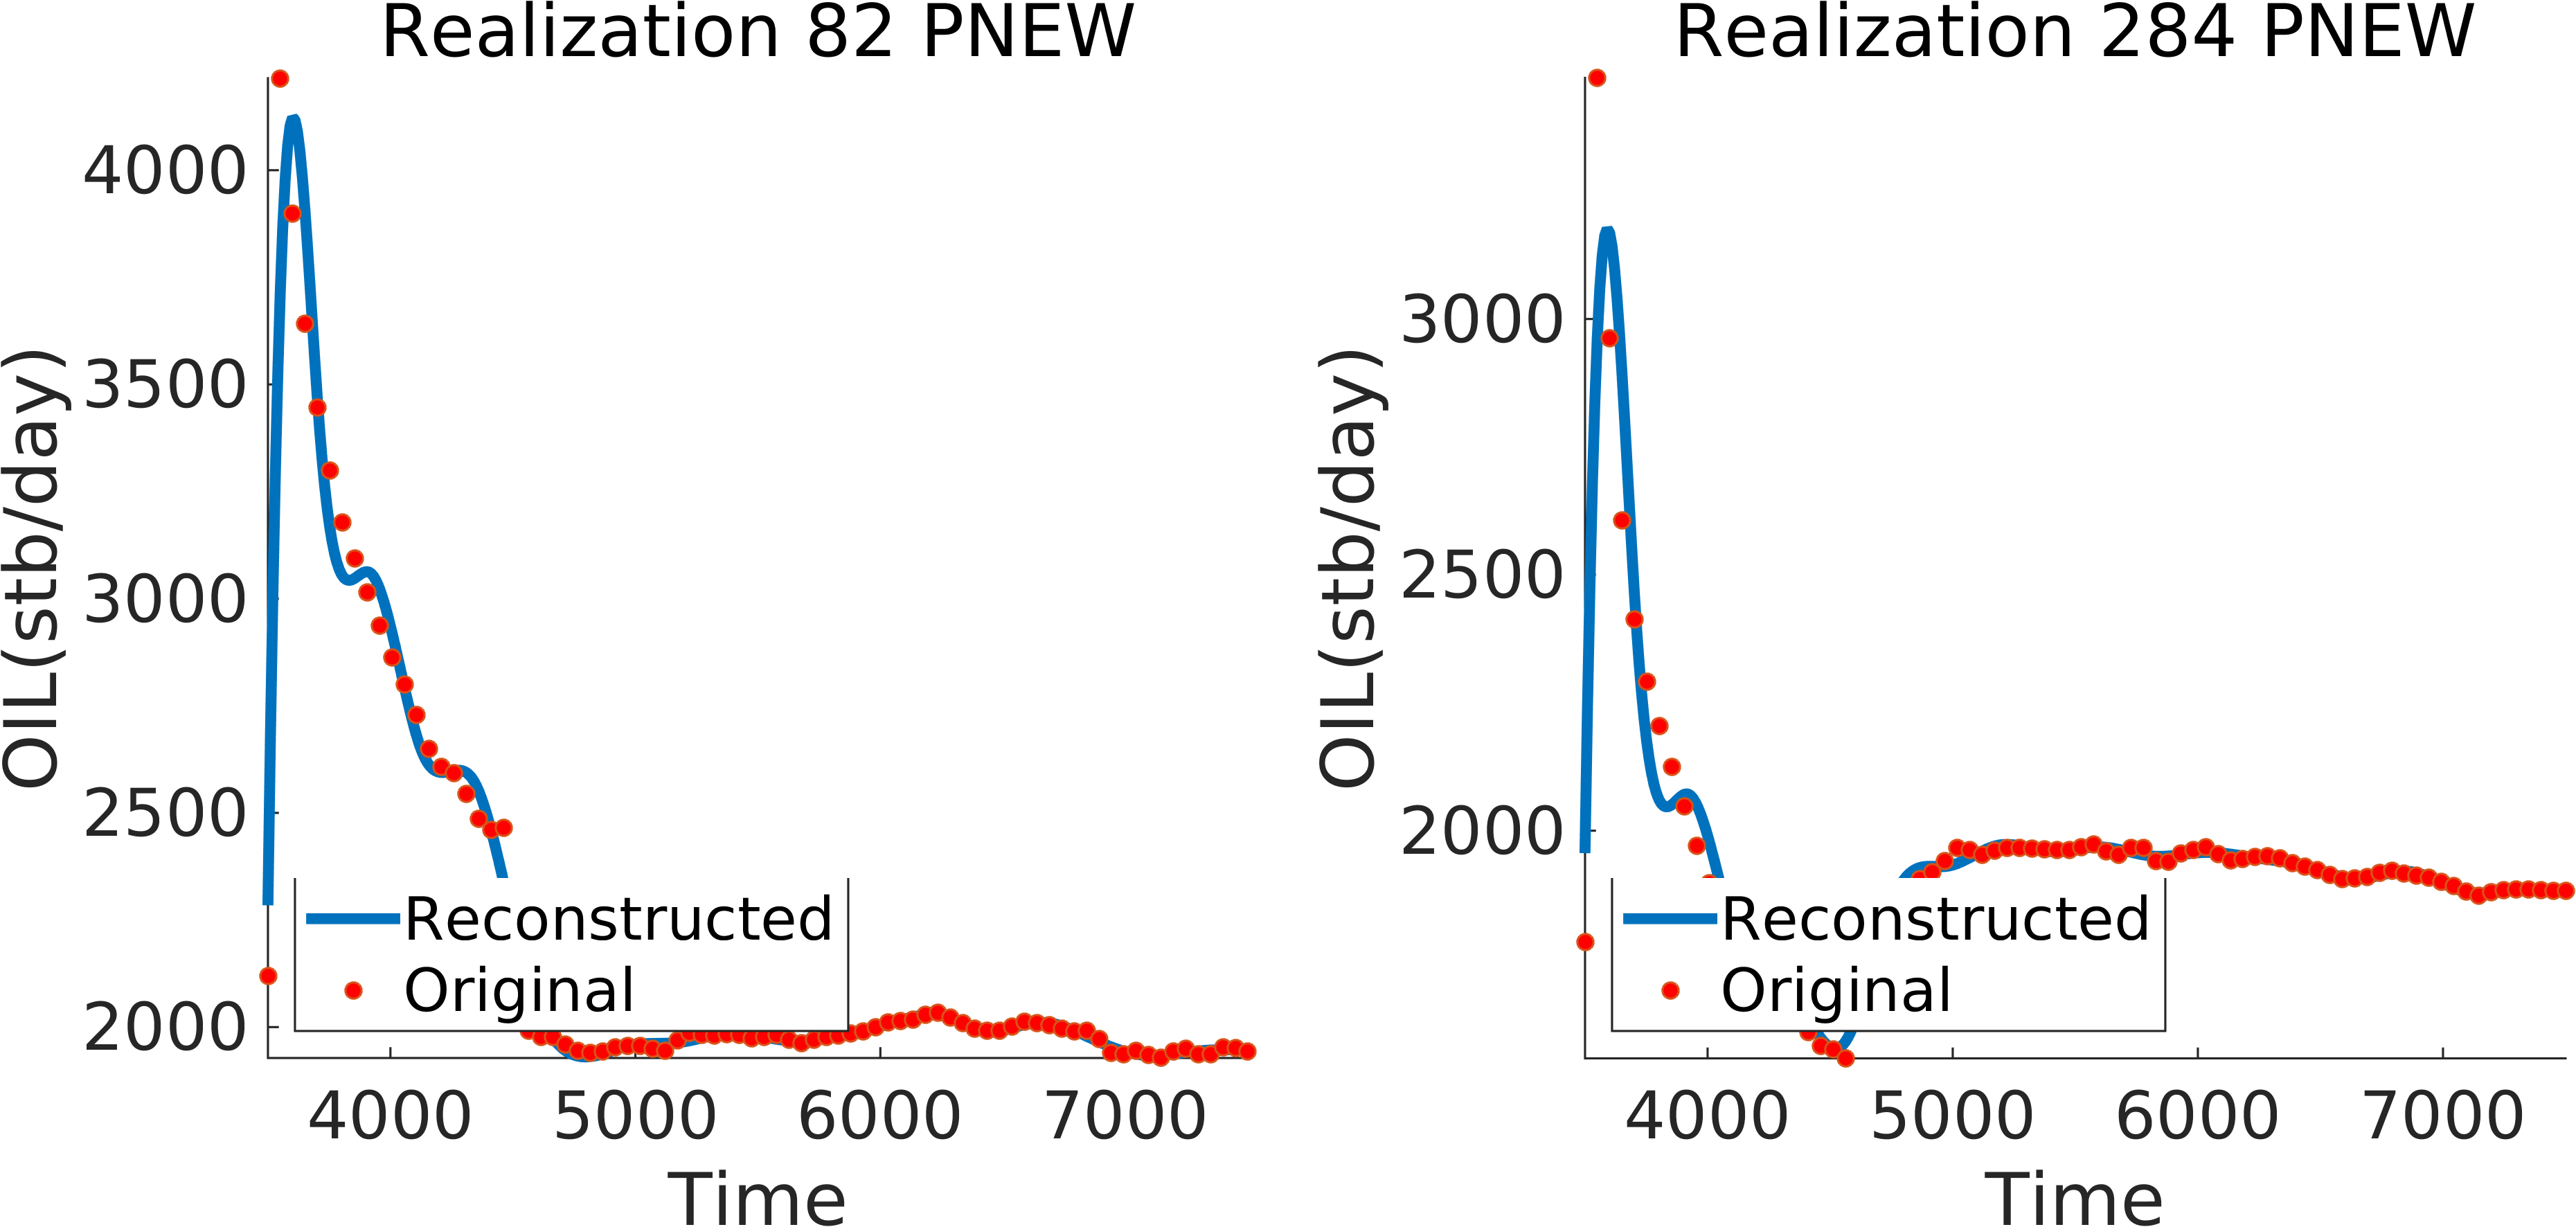 Realization 82 PNEW
OIL(stb/day)
4000
3500
3000
2500
2000
Reconstructed
Original
4000 5000 6000 7000
Time
Realization 284 PNEW
OIL(stb/day)
3000
2500
2000
Reconstructed
Original
4000 5000 6000 7000
Time